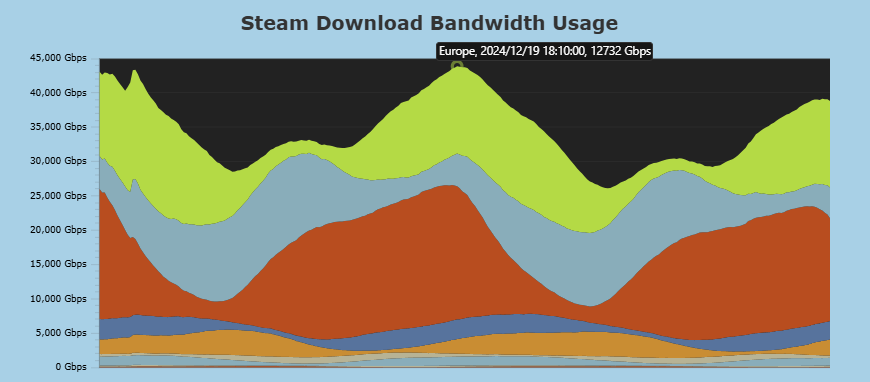 Steam Download Bandwidth Usage
Europe, 2024/12/19 18:10:00, 12732 Gbps
45,000 Gbps
40,000 Gbps
35,000 Gbps
30,000 Gbps
25,000 Gbps
20,000 Gbps
15,000 Gbps
10,000 Gbps
5,000 Gbps
0 Gbps